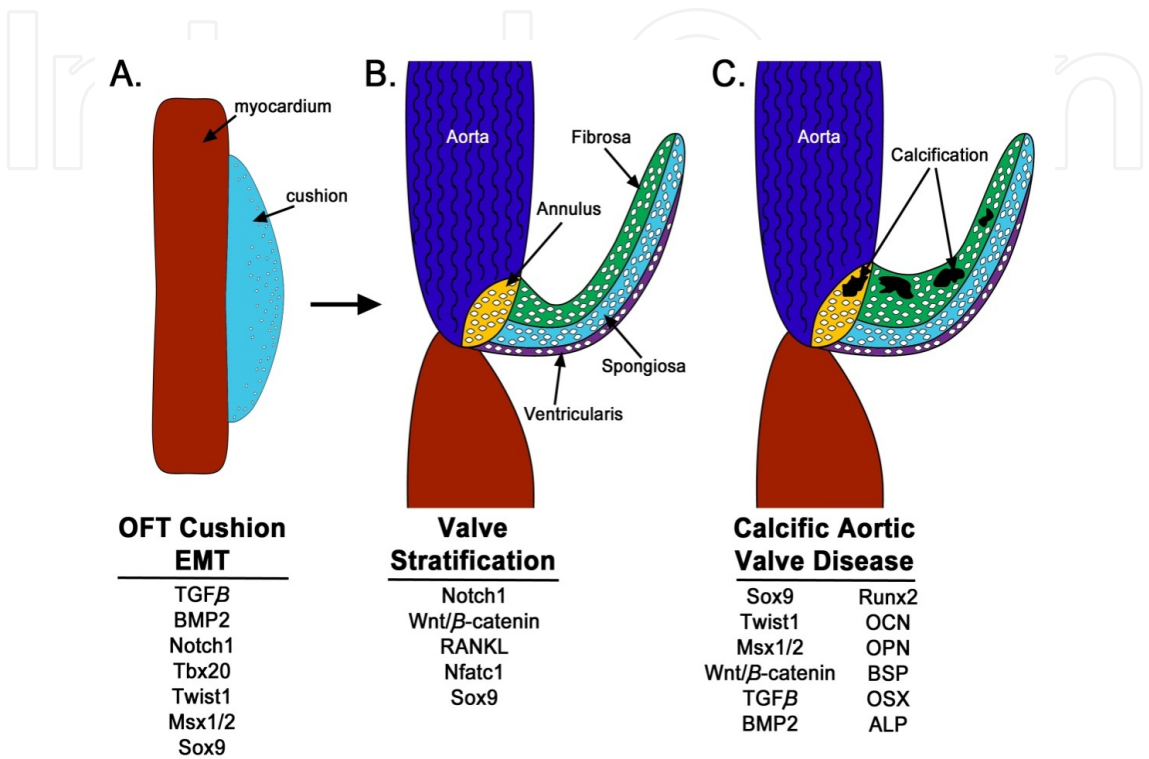 A.
myocardium
cushion
B.
Aorta
Fibrosa
Annulus
Spongiosa
Ventricularis
C.
Aorta
Calcification
OFT Cushion
EMT
TGFβ
BMP2
Notch1
Tbx20
Twist1
Msx1/2
Sox9
Valve
Stratification
Notch1
Wnt/β-catenin
RANKL
Nfatc1
Sox9
Calcific Aortic
Valve Disease
Sox9 Runx2
Twist1 OCN
Msx1/2 OPN
Wnt/β-catenin BSP
TGFβ OSX
BMP2 ALP